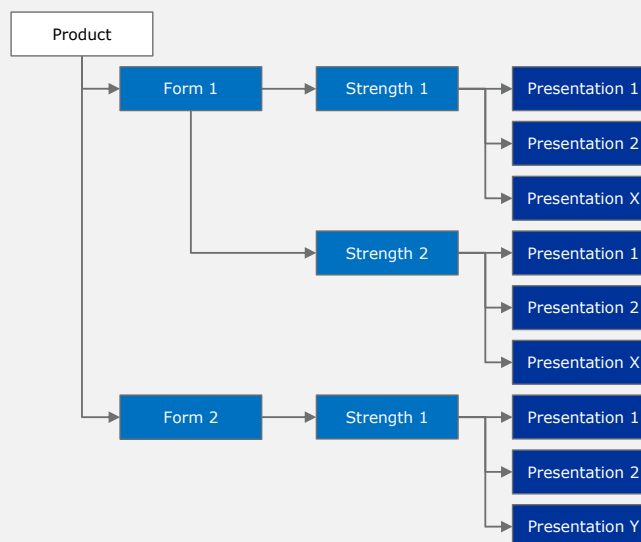 Product
Form 1
Strength 1
Presentation 1
Presentation 2
Presentation X
Strength 2
Presentation 1
Presentation 2
Presentation X
Form 2
Strength 1
Presentation 1
Presentation 2
Presentation Y